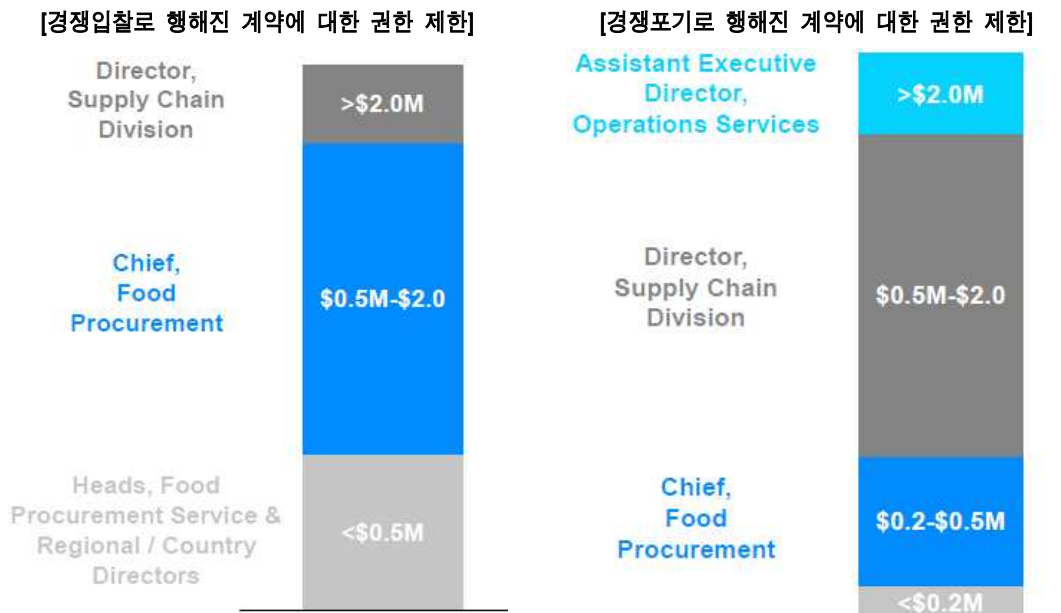 [경쟁입찰로 행해진 계약에 대한 권한 제한]
Director,
Supply Chain
Division
>$2.0M
Chief,
Food
Procurement
$0.5M-$2.0
Heads, Food
Procurement Service &
Regional / Country
Directors
<$0.5M
[경쟁포기로 행해진 계약에 대한 권한 제한]
Assistant Executive
Director,
Operations Services
>$2.0M
Director,
Supply Chain
Division
$0.5M-$2.0
Chief,
Food
Procurement
$0.2-$0.5M
<$0.2M